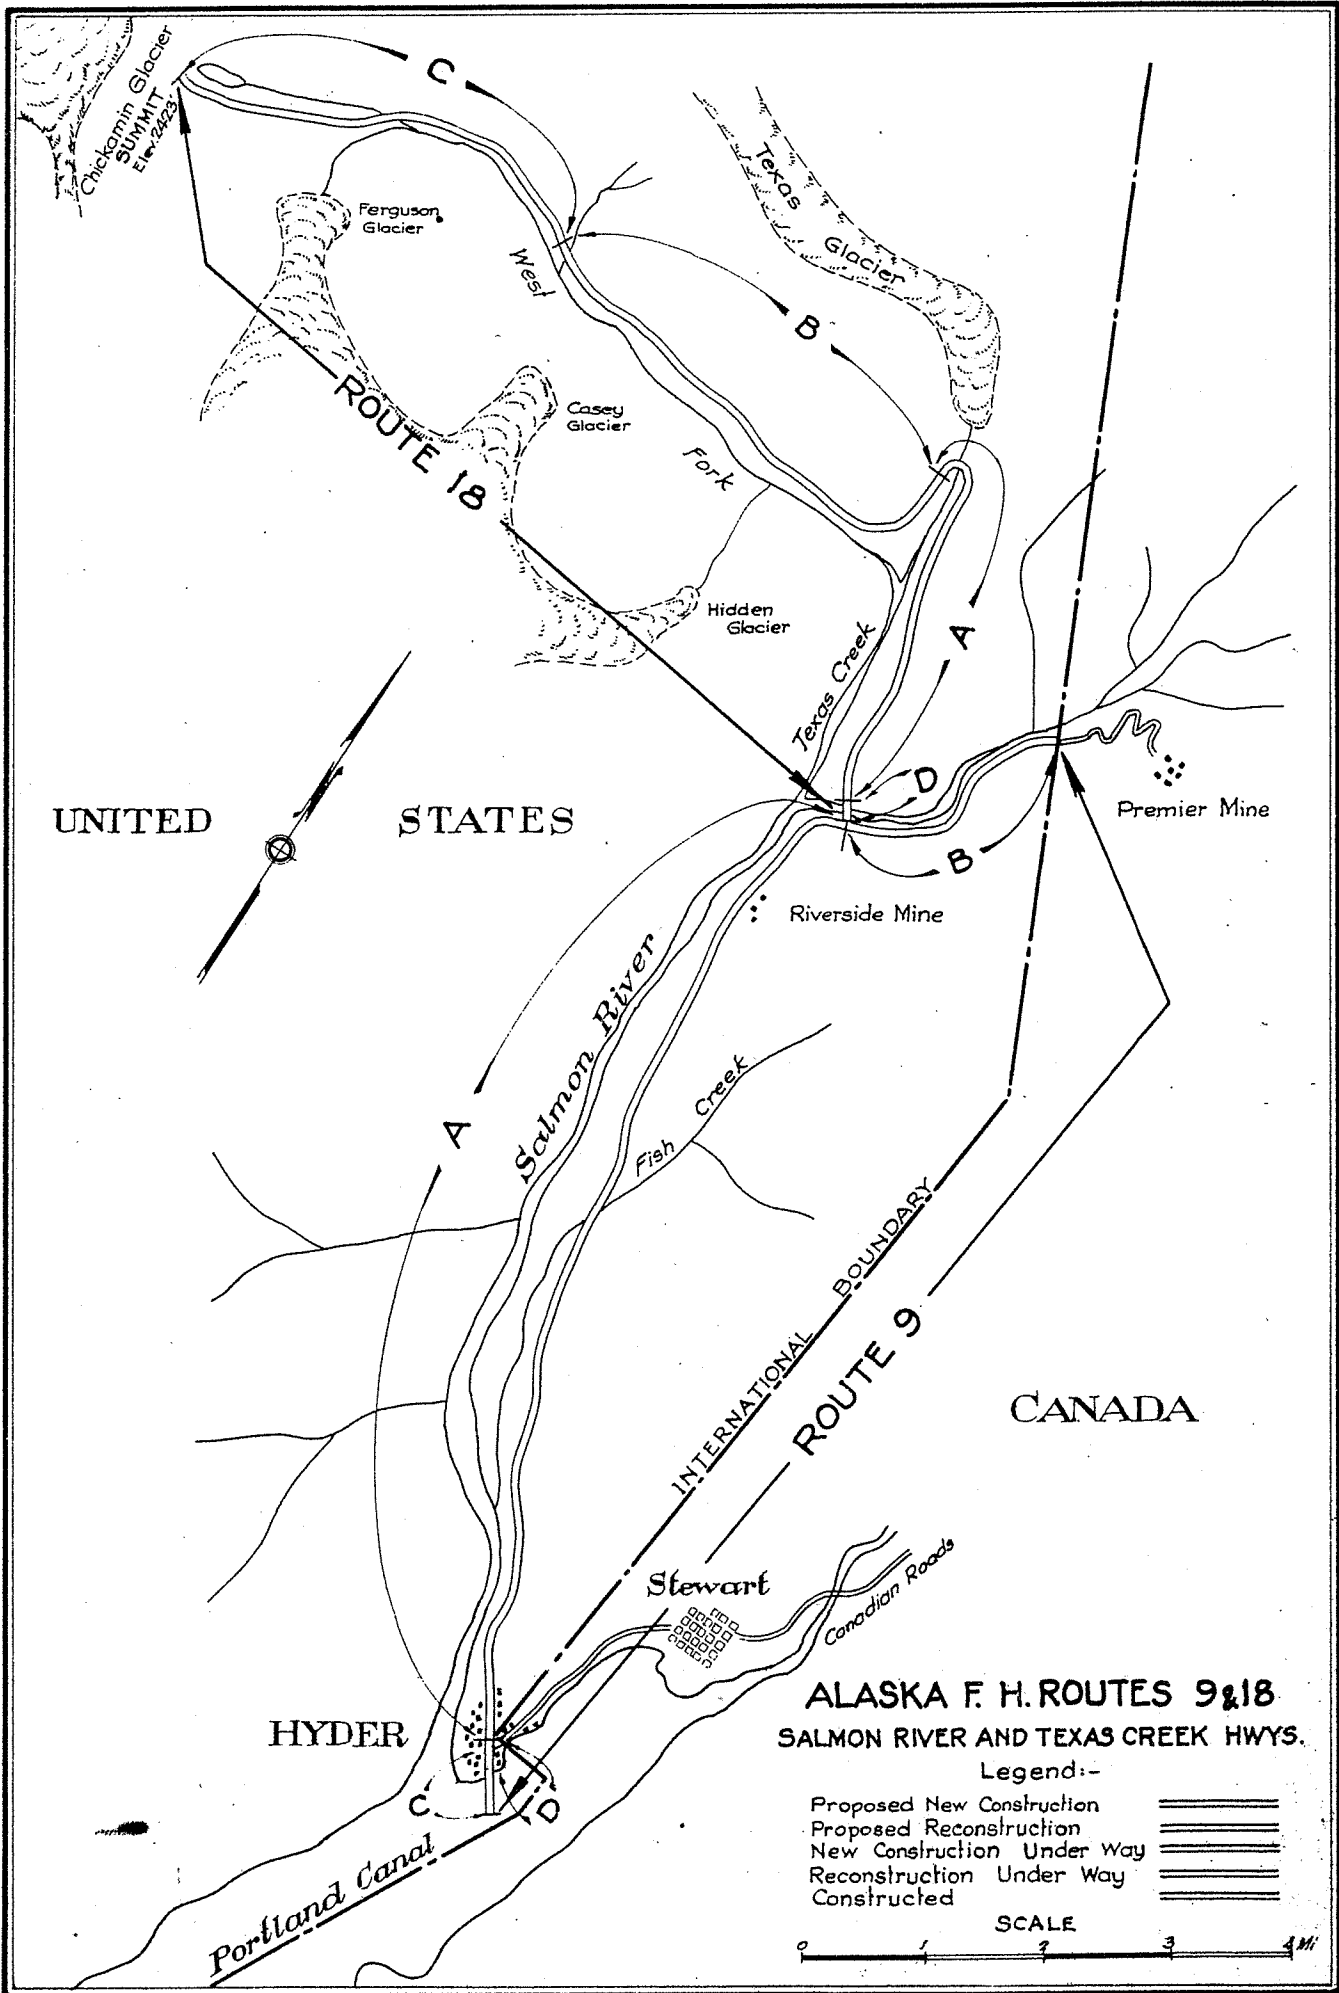 Chickamin Glacier
SUMMIT
Elev. 2423'
C
Texas
Glacier
Ferguson
Glacier
West
B
ROUTE 18
Casey
Glacier
Fork
Hidden
Glacier
A
Texas Creek
D
UNITED STATES
Premier Mine
B
Riverside Mine
Salmon River
A
Fish Creek
INTERNATIONAL BOUNDARY
ROUTE 9
CANADA
Stewart
Canadian Roads
HYDER
C
D
Portland Canal
ALASKA F. H. ROUTES 9&18
SALMON RIVER AND TEXAS CREEK HWYS.
Legend:-
Proposed New Construction
Proposed Reconstruction
New Construction Under Way
Reconstruction Under Way
Constructed
SCALE
0 1 2 3 4 Mi